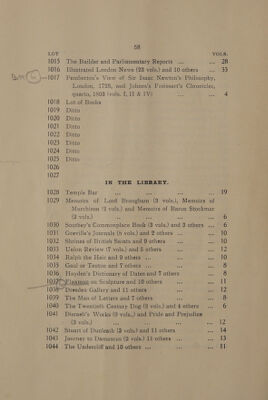 58
LOT VOLS.
1015 The Builder and Parliamentary Reports ... ... 28
1016 Illustrated London News (23 vols.) and 10 others ... 33
1017 Pemberton's View of Sir Isaac Newton's Philosophy,
London, 1728, and Johnes's Froissart's Chronicles,
quarto, 1803 (vols. I, II & IV) ... ... 4
1018 Lot of Books
1019 Ditto
1020 Ditto
1021 Ditto
1022 Ditto
1023 Ditto
1024 Ditto
1025 Ditto
1026
1027
IN THE LIBRARY.
1028 Temple Bar ... ... ... ... 19
1029 Memoirs of Lord Brougham (3 vols.), Memoirs of
Murchison (2 vols.) and Memoirs of Baron Stockmar
(2 vols.) ... ... ... ... 6
1030 Southey's Commonplace Book (3 vols.) and 3 others ... 6
1031 Greville's Journals (8 vols.) and 2 others ... 10
1032 Shrines of British Saints and 9 others ... 10
1033 Union Review (7 vols.) and 5 others ... 12
1034 Ralph the Heir and 9 others ... ... 10
1035 Gaul or Teuton and 7 others ... ... 8
1036 Haydn's Dictionary of Dates and 7 others ... 8
1037 Flaxman on Sculpture and 10 others ... 11
1038 Dresden Gallery and 11 others ... 12
1039 The Man of Letters and 7 others ... 8
1040 The Twentieth Century Dog (2 vols.) and 4 others ... 6
1041 Disraeli's Works (9 vols.) and Pride and Prejudice
(3 vols.) ... ... ... ... 12
1042 Stuart of Dunleath (3 vols.) and 11 others ... 14
1043 Journey to Damascus (2 vols.) 11 others ... 13
1044 The Undercliff and 10 others ... ... 11